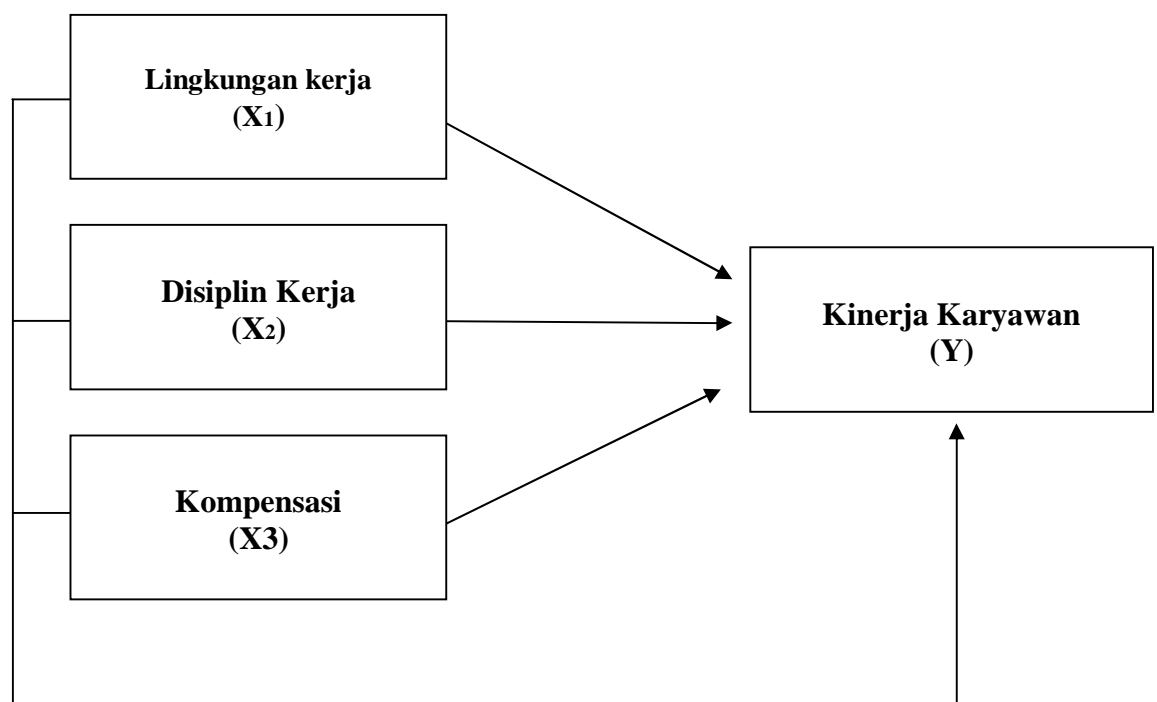 Lingkungan kerja
(X1)
Disiplin Kerja
(X2)
Kinerja Karyawan
(Y)
Kompensasi
(X3)